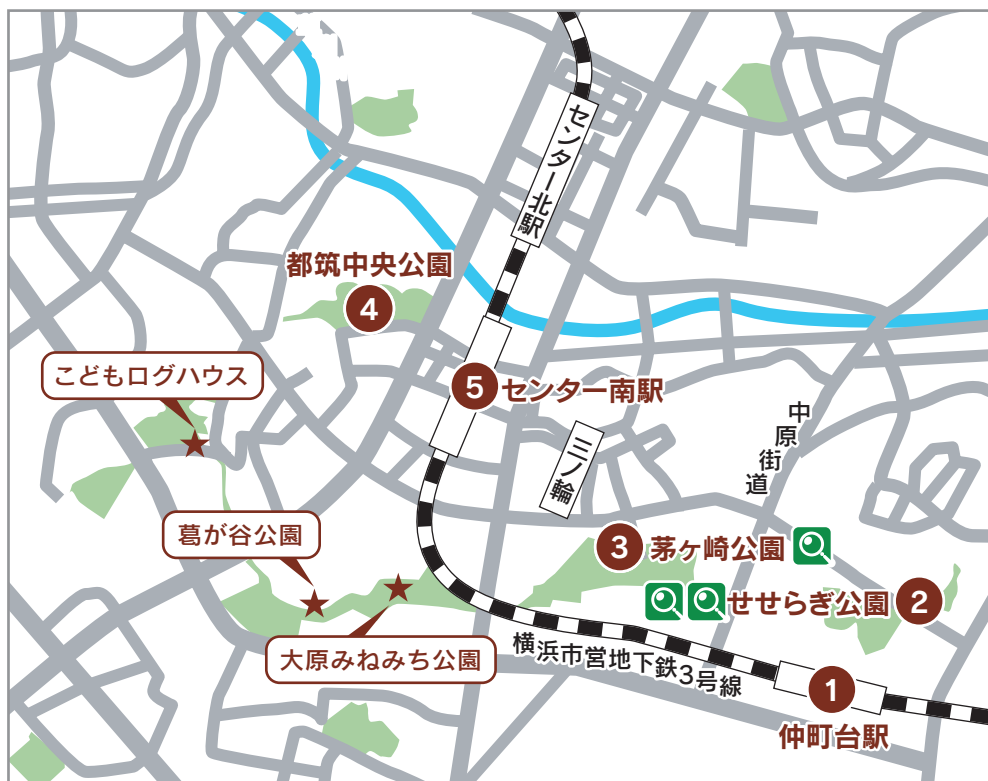 センター北駅
都筑中央公園
4
こどもログハウス
5 センター南駅
中原街道
三ノ輪
葛が谷公園
3 茅ヶ崎公園
せせらぎ公園 2
大原みねみち公園
横浜市営地下鉄3号線
1
仲町台駅